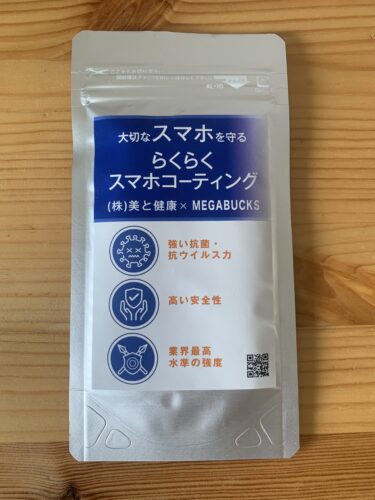 AL-10
大切なスマホを守る
らくらく
スマホコーティング
(株)美と健康×MEGABUCKS
強い抗菌・
抗ウイルス力
高い安全性
業界最高
水準の強度